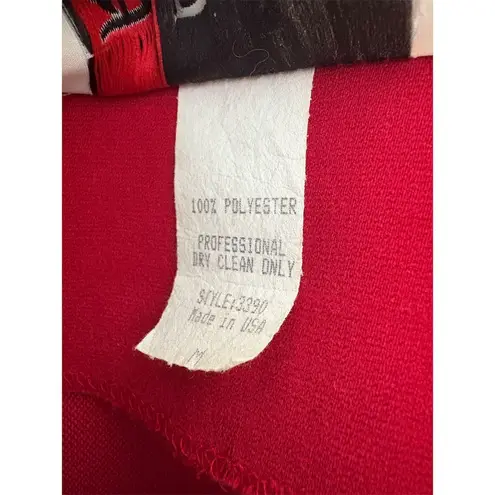 100% POLYESTER
PROFESSIONAL
DRY CLEAN ONLY
STYLE:3390
Made in USA
M